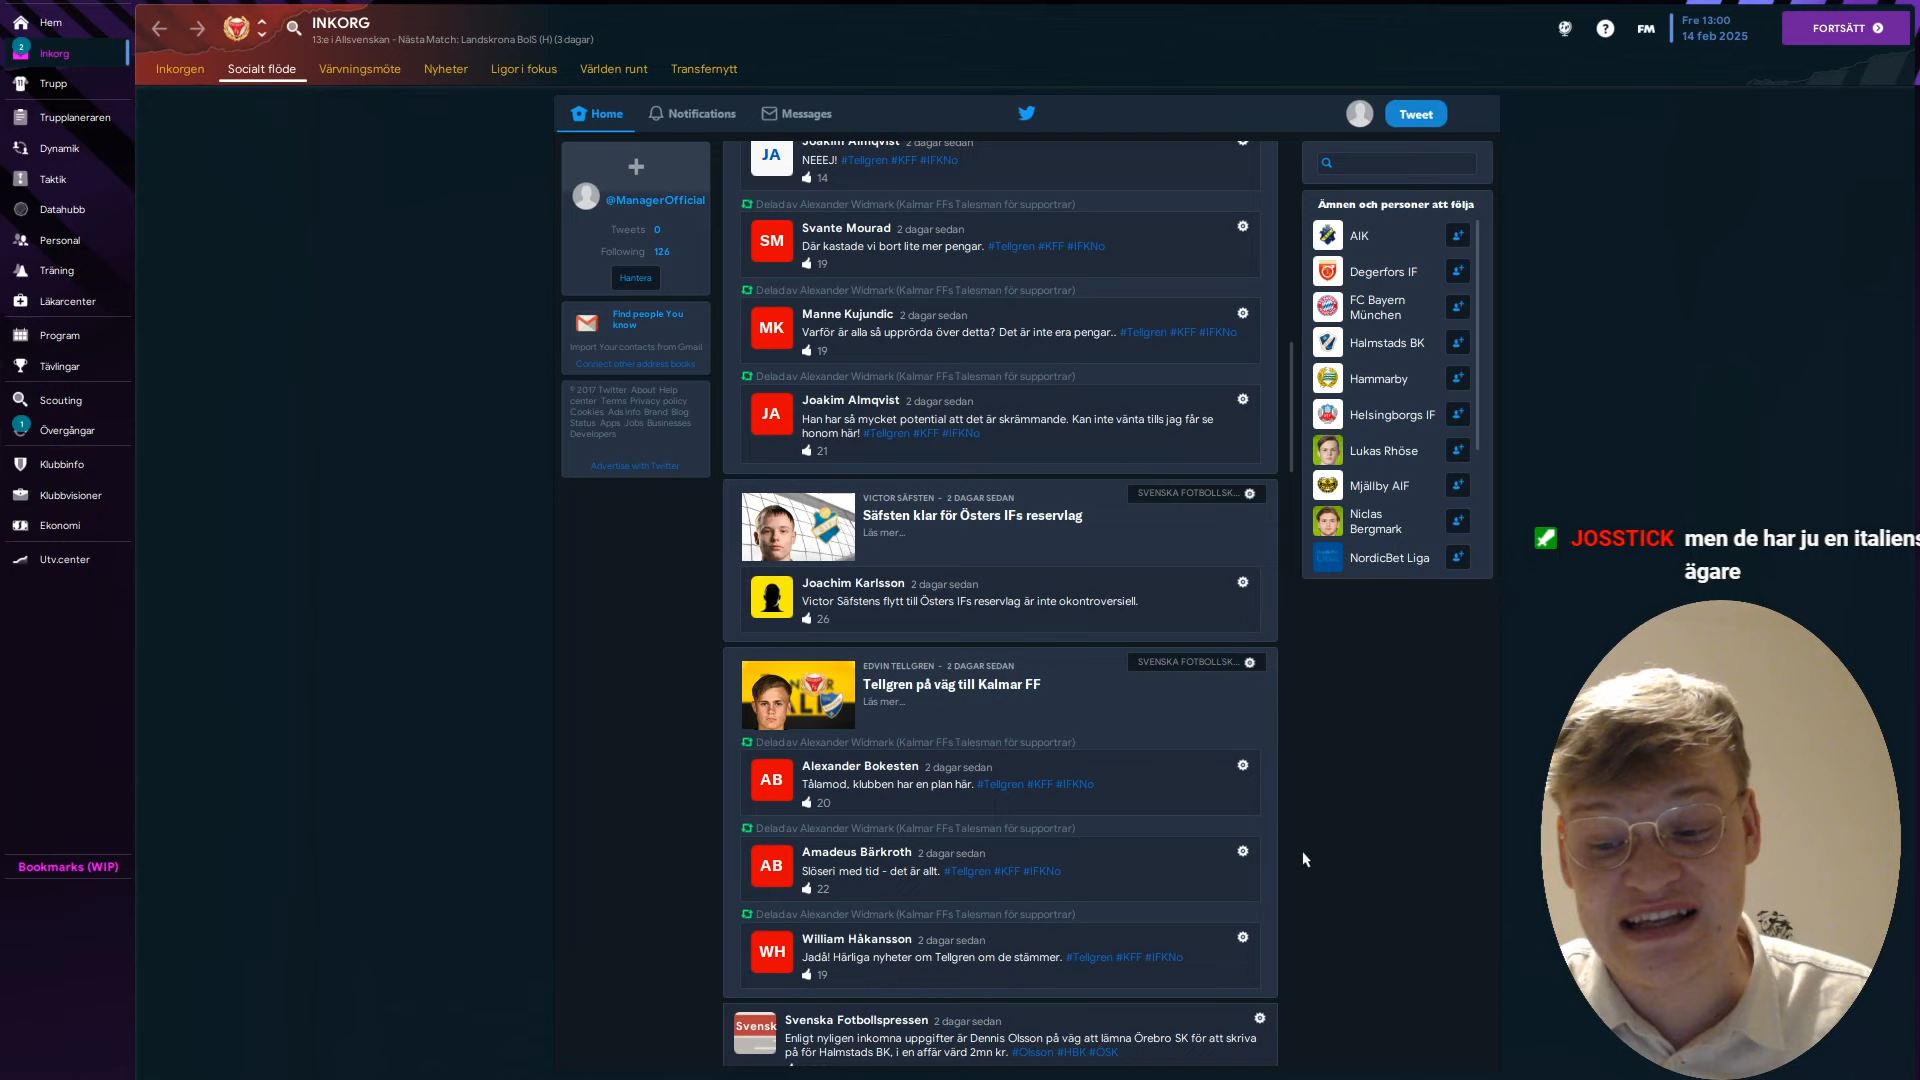 Hem
2
Inkorg
Trupp
Trupplaneraren
Dynamik
Taktik
Datahubb
Personal
Träning
Läkarcenter
Program
Tävlingar
Scouting
1
Övergångar
Klubbinfo
Klubbvisioner
Ekonomi
Utv.center
Bookmarks (WIP)
INKORG
13:e i Allsvenskan - Nästa Match: Landskrona BoIS (H) (3 dagar)
FM
Fre 13:00
14 feb 2025
FORTSÄTT
Inkorgen
Socialt flöde
Värvningsmöte
Nyheter
Ligor i fokus
Världen runt
Transfernytt
Home
Notifications
Messages
Tweet
@ManagerOfficial
Tweets 0
Following 126
Hantera
Find people You
know
Import Your contacts from Gmail
Connect other address books
© 2017 Twitter About Help
center Terms Privacy policy
Cookies Ads info Brand Blog
Status Apps Jobs Businesses
Developers
Advertise with Twitter
JA
Joakim Almqvist 2 dagar sedan
NEEEJ! #Tellgren #KFF #IFKNo
14
Delad av Alexander Widmark (Kalmar FFs Talesman för supportrar)
SM
Svante Mourad 2 dagar sedan
Där kastade vi bort lite mer pengar. #Tellgren #KFF #IFKNo
19
Delad av Alexander Widmark (Kalmar FFs Talesman för supportrar)
MK
Manne Kujundic 2 dagar sedan
Varför är alla så upprörda över detta? Det är inte era pengar.. #Tellgren #KFF #IFKNo
19
Delad av Alexander Widmark (Kalmar FFs Talesman för supportrar)
JA
Joakim Almqvist 2 dagar sedan
Han har så mycket potential att det är skrämmande. Kan inte vänta tills jag får se
honom här! #Tellgren #KFF #IFKNo
21
VICTOR SÄFSTEN - 2 DAGAR SEDAN
SVENSKA FOTBOLLSK...
Säfsten klar för Östers IFs reservlag
Läs mer...
Joachim Karlsson 2 dagar sedan
Victor Säfstens flytt till Östers IFs reservlag är inte okontroversiell.
26
EDVIN TELLGREN - 2 DAGAR SEDAN
SVENSKA FOTBOLLSK...
Tellgren på väg till Kalmar FF
Läs mer...
Delad av Alexander Widmark (Kalmar FFs Talesman för supportrar)
AB
Alexander Bokesten 2 dagar sedan
Tålamod, klubben har en plan här. #Tellgren #KFF #IFKNo
20
Delad av Alexander Widmark (Kalmar FFs Talesman för supportrar)
AB
Amadeus Bärkroth 2 dagar sedan
Slöseri med tid - det är allt. #Tellgren #KFF #IFKNo
22
Delad av Alexander Widmark (Kalmar FFs Talesman för supportrar)
WH
William Håkansson 2 dagar sedan
Jadå! Härliga nyheter om Tellgren om de stämmer. #Tellgren #KFF #IFKNo
19
Svensk
Svenska Fotbollspressen 2 dagar sedan
Enligt nyligen inkomna uppgifter är Dennis Olsson på väg att lämna Örebro SK för att skriva
på för Halmstads BK, i en affär värd 2mn kr. #Olsson #HBK #ÖSK
Ämnen och personer att följa
AIK
Degerfors IF
FC Bayern
München
Halmstads BK
Hammarby
Helsingborgs IF
Lukas Rhöse
Mjällby AIF
Niclas
Bergmark
NordicBet Liga
JOSSTICK men de har ju en italiens
ägare